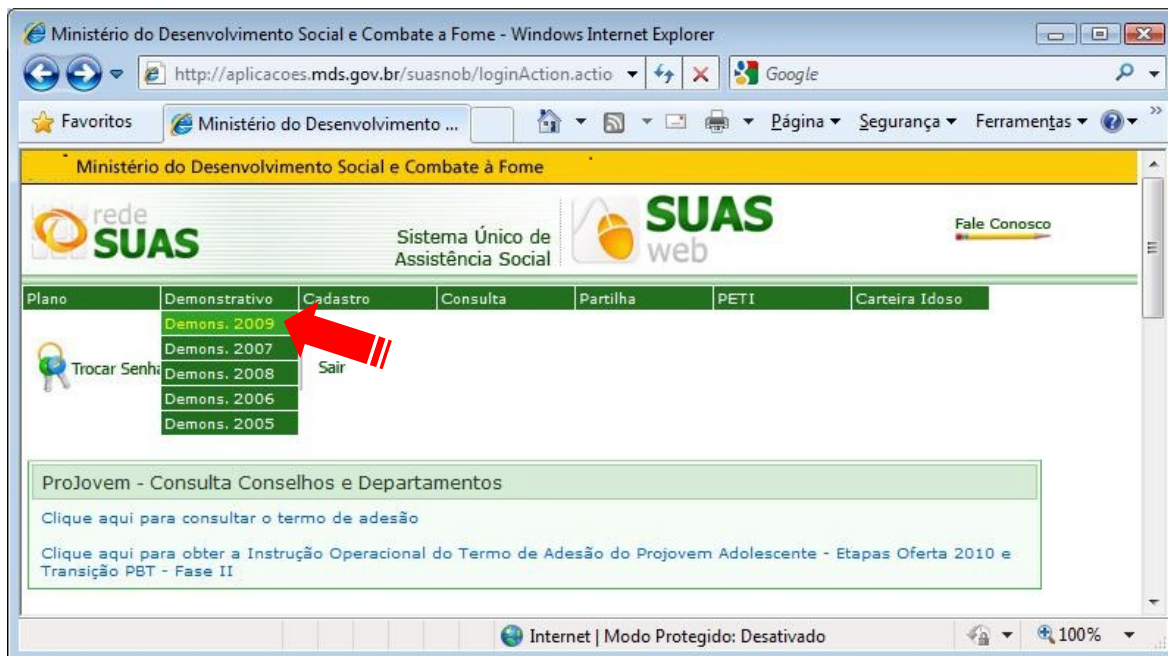 Ministério do Desenvolvimento Social e Combate a Fome - Windows Internet Explorer
http://aplicacoes.mds.gov.br/suasnob/loginAction.actio
Google
Favoritos
Ministério do Desenvolvimento ...
Página
Segurança
Ferramentas
Ministério do Desenvolvimento Social e Combate à Fome
rede
SUAS
Sistema Único de
Assistência Social
SUAS
web
Fale Conosco
Plano Demonstrativo Cadastro Consulta Partilha PETI Carteira Idoso
Demons. 2009
Demons. 2007
Trocar Senha
Demons. 2008
Sair
Demons. 2006
Demons. 2005
ProJovem - Consulta Conselhos e Departamentos
Clique aqui para consultar o termo de adesão
Clique aqui para obter a Instrução Operacional do Termo de Adesão do Projovem Adolescente - Etapas Oferta 2010 e
Transição PBT - Fase II
Internet | Modo Protegido: Desativado
100%